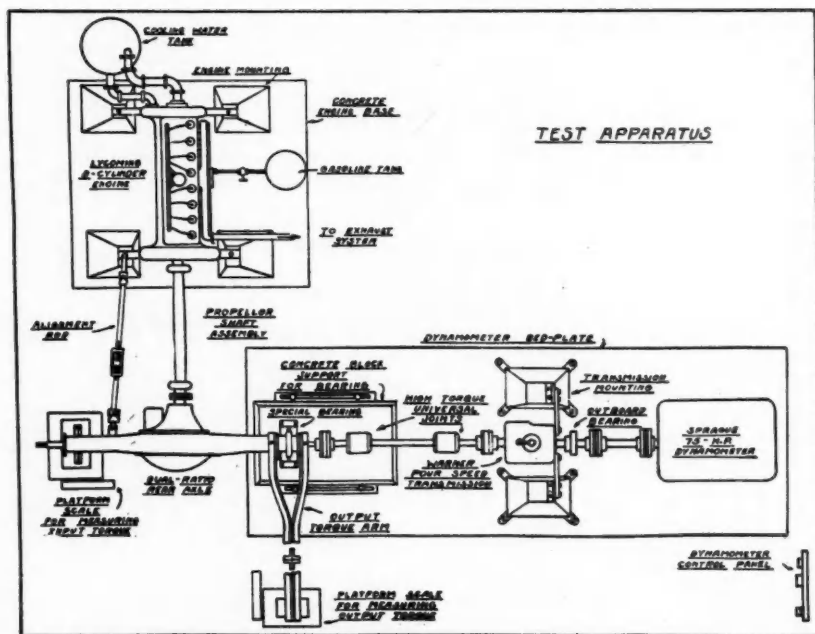 COOLING WATER
TANK
ENGINE MOUNTING
CONCRETE
ENGINE BASE
TEST APPARATUS
LYCOMING
8-CYLINDER
ENGINE
GASOLINE TANK
TO EXHAUST
SYSTEM
PROPELLOR
SHAFT
ASSEMBLY
ALIGNMENT
ROD
DYNAMOMETER BED-PLATE
CONCRETE BLOCK
SUPPORT
FOR BEARING
TRANSMISSION
MOUNTING
HIGH TORQUE
UNIVERSAL
JOINTS
SPECIAL BEARING
OUTBOARD
BEARING
SPRAGUE
75-H.P.
DYNAMOMETER
WARNER
FOUR SPEED
TRANSMISSION
DUAL-RATIO
REAR AXLE
PLATFORM
SCALE
FOR MEASURING
INPUT TORQUE
OUTPUT
TORQUE ARM
DYNAMOMETER
CONTROL PANEL
PLATFORM SCALE
FOR MEASURING
OUTPUT TORQUE